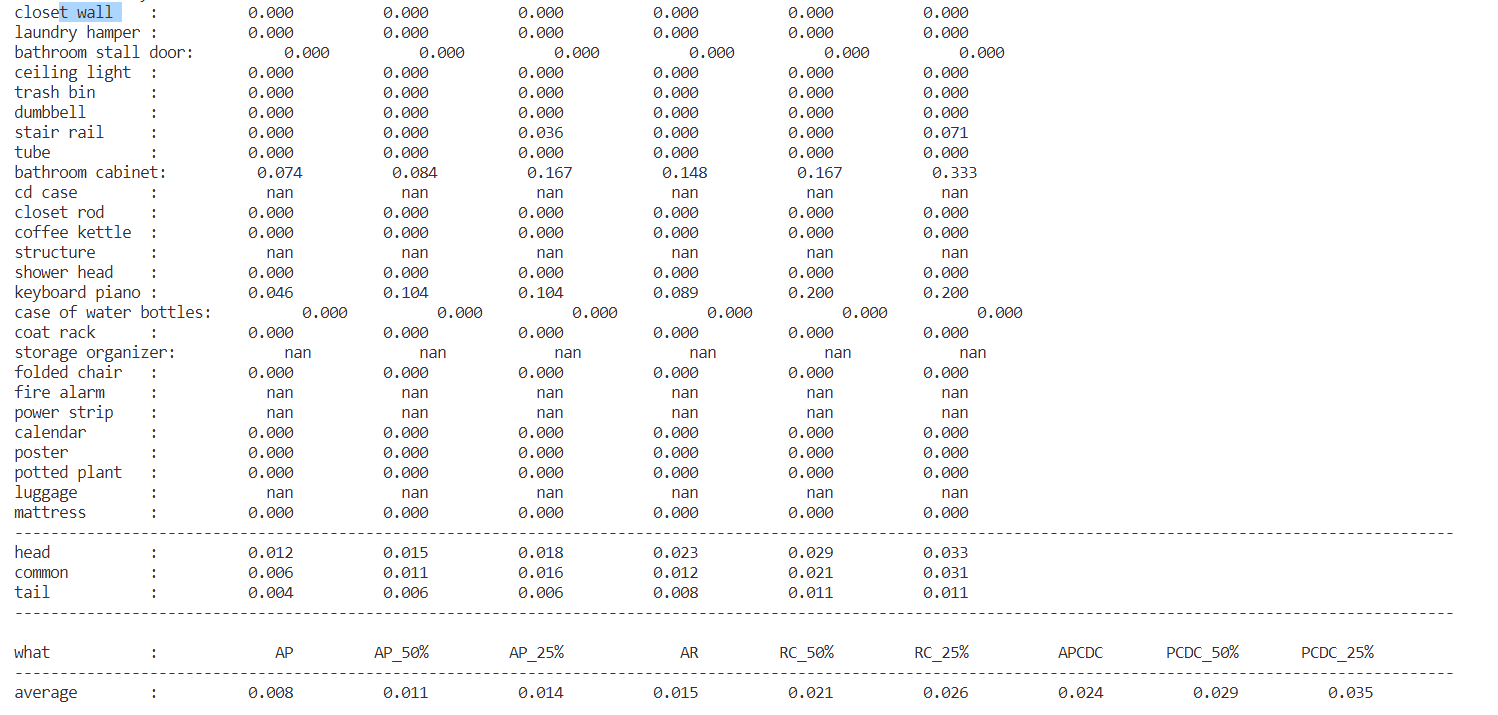 closet wall : 0.000 0.000 0.000 0.000 0.000 0.000
laundry hamper : 0.000 0.000 0.000 0.000 0.000 0.000
bathroom stall door: 0.000 0.000 0.000 0.000 0.000 0.000
ceiling light : 0.000 0.000 0.000 0.000 0.000 0.000
trash bin : 0.000 0.000 0.000 0.000 0.000 0.000
dumbbell : 0.000 0.000 0.000 0.000 0.000 0.000
stair rail : 0.000 0.000 0.036 0.000 0.000 0.071
tube : 0.000 0.000 0.000 0.000 0.000 0.000
bathroom cabinet: 0.074 0.084 0.167 0.148 0.167 0.333
cd case : nan nan nan nan nan nan
closet rod : 0.000 0.000 0.000 0.000 0.000 0.000
coffee kettle : 0.000 0.000 0.000 0.000 0.000 0.000
structure : nan nan nan nan nan nan
shower head : 0.000 0.000 0.000 0.000 0.000 0.000
keyboard piano : 0.046 0.104 0.104 0.089 0.200 0.200
case of water bottles: 0.000 0.000 0.000 0.000 0.000 0.000
coat rack : 0.000 0.000 0.000 0.000 0.000 0.000
storage organizer: nan nan nan nan nan nan
folded chair : 0.000 0.000 0.000 0.000 0.000 0.000
fire alarm : nan nan nan nan nan nan
power strip : nan nan nan nan nan nan
calendar : 0.000 0.000 0.000 0.000 0.000 0.000
poster : 0.000 0.000 0.000 0.000 0.000 0.000
potted plant : 0.000 0.000 0.000 0.000 0.000 0.000
luggage : nan nan nan nan nan nan
mattress : 0.000 0.000 0.000 0.000 0.000 0.000
head : 0.012 0.015 0.018 0.023 0.029 0.033
common : 0.006 0.011 0.016 0.012 0.021 0.031
tail : 0.004 0.006 0.006 0.008 0.011 0.011
what : AP AP_50% AP_25% AR RC_50% RC_25% APCDC PCDC_50% PCDC_25%
average : 0.008 0.011 0.014 0.015 0.021 0.026 0.024 0.029 0.035